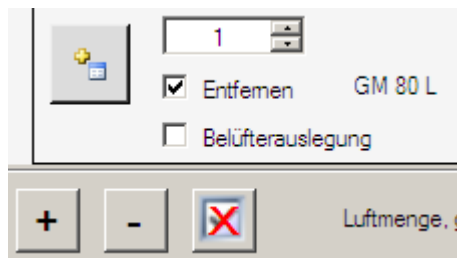 1
Entfernen GM 80 L
Belüfterauslegung
+ - Luftmenge,